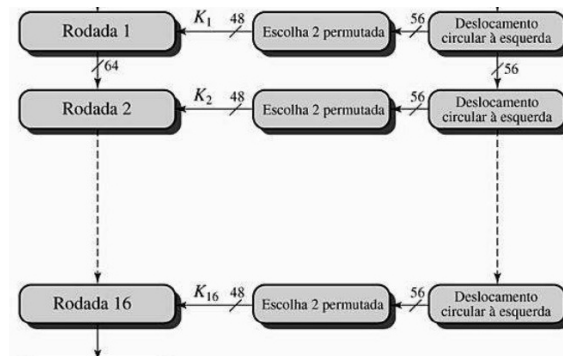 Rodada 1
K1
48
Escolha 2 permutada
56
Deslocamento
circular à esquerda
64
56
Rodada 2
K2
48
Escolha 2 permutada
56
Deslocamento
circular à esquerda
Rodada 16
K16
48
Escolha 2 permutada
56
Deslocamento
circular à esquerda